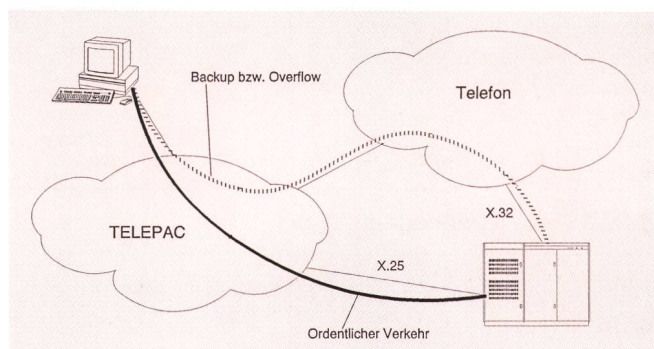 Backup bzw. Overflow
Telefon
X.32
TELEPAC
X.25
Ordentlicher Verkehr